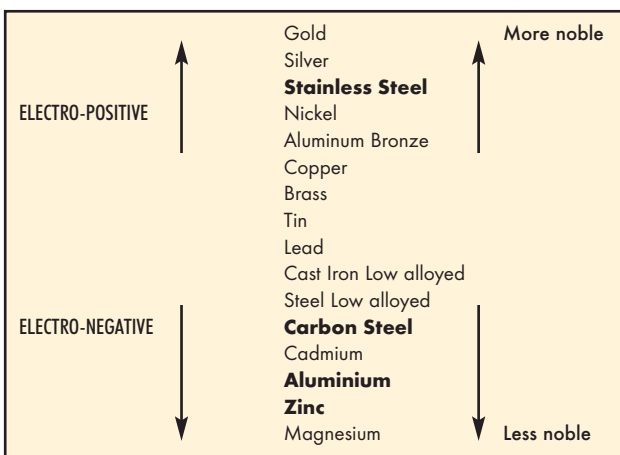 Gold More noble
Silver
Stainless Steel
ELECTRO-POSITIVE Nickel
Aluminum Bronze
Copper
Brass
Tin
Lead
Cast Iron Low alloyed
Steel Low alloyed
ELECTRO-NEGATIVE Carbon Steel
Cadmium
Aluminium
Zinc
Magnesium Less noble